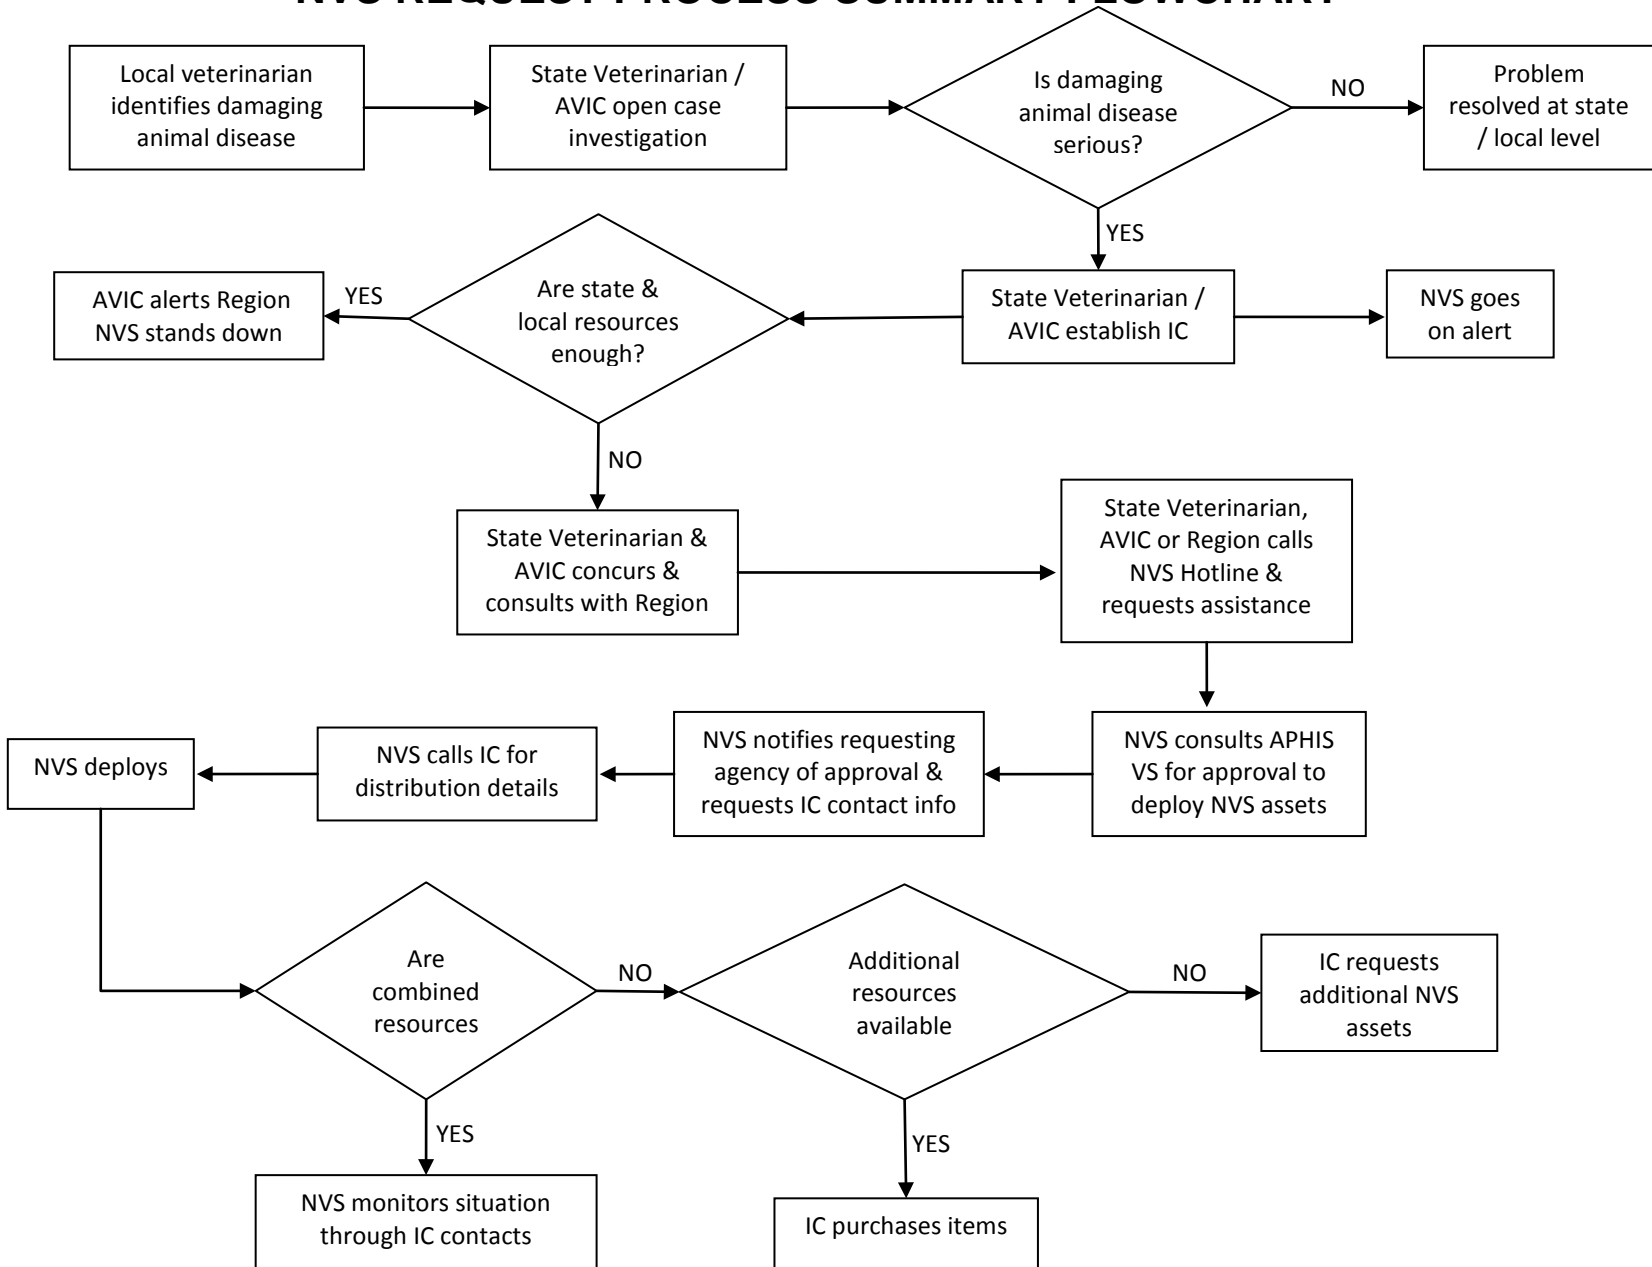 NVS REQUEST PROCESS SUMMARY FLOWCHART
Local veterinarian
identifies damaging
animal disease
State Veterinarian /
AVIC open case
investigation
Is damaging
animal disease
serious?
NO
Problem
resolved at state
/ local level
YES
AVIC alerts Region
NVS stands down
YES
Are state &
local resources
enough?
State Veterinarian /
AVIC establish IC
NVS goes
on alert
NO
State Veterinarian &
AVIC concurs &
consults with Region
State Veterinarian,
AVIC or Region calls
NVS Hotline &
requests assistance
NVS consults APHIS
VS for approval to
deploy NVS assets
NVS notifies requesting
agency of approval &
requests IC contact info
NVS calls IC for
distribution details
NVS deploys
Are
combined
resources
NO
Additional
resources
available
NO
IC requests
additional NVS
assets
YES
NVS monitors situation
through IC contacts
YES
IC purchases items